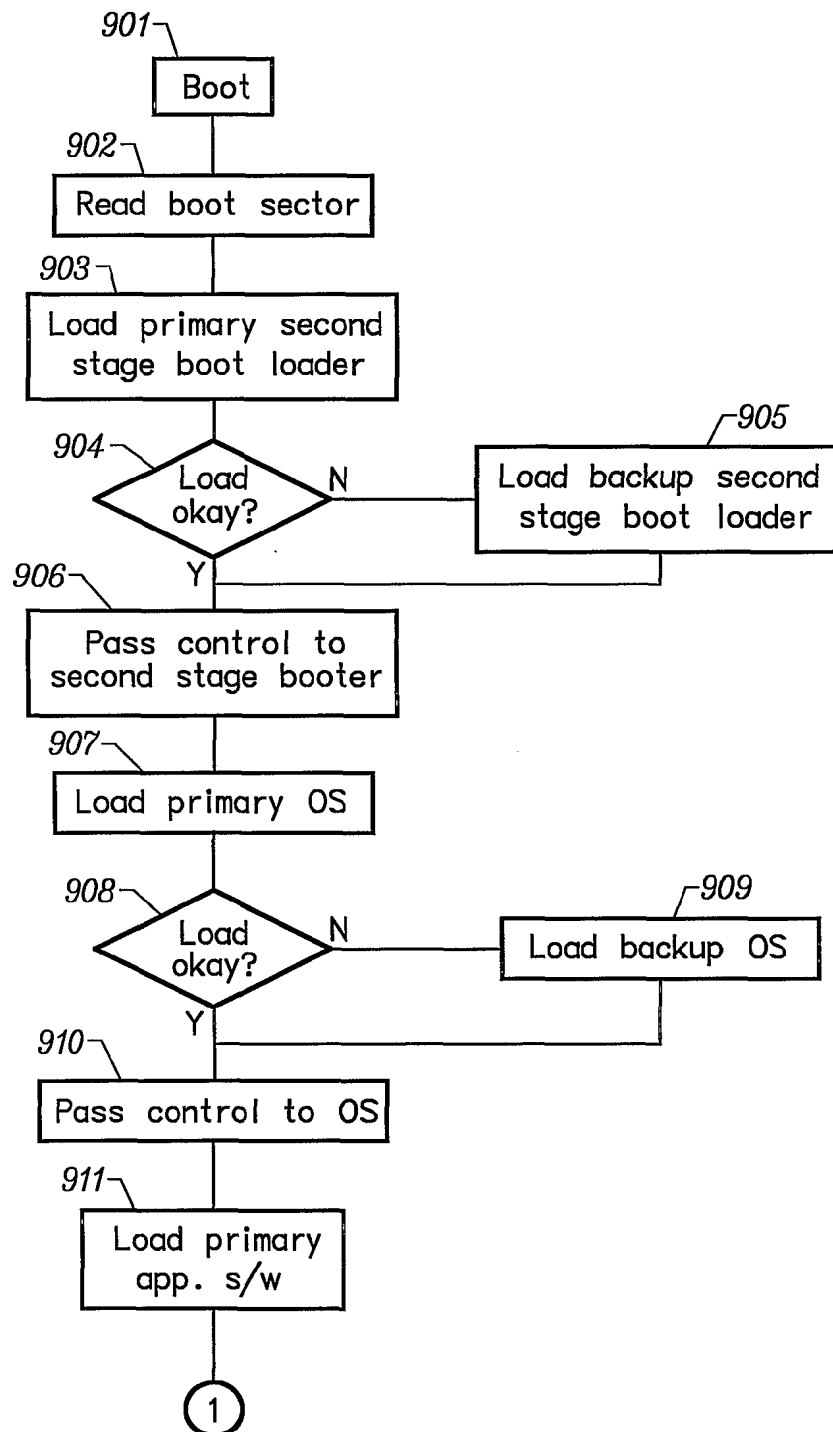 901
Boot
902
Read boot sector
903
Load primary second
stage boot loader
904
Load
okay?
N
Y
905
Load backup second
stage boot loader
906
Pass control to
second stage booter
907
Load primary OS
908
Load
okay?
N
Y
909
Load backup OS
910
Pass control to OS
911
Load primary
app. s/w
1